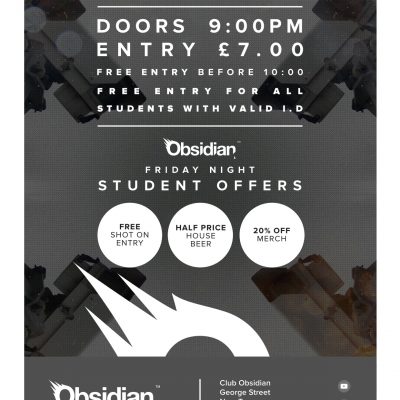 DOORS 9:00PM
ENTRY £7.00
FREE ENTRY BEFORE 10:00
FREE ENTRY FOR ALL
STUDENTS WITH VALID I.D
Obsidian
FRIDAY NIGHT
STUDENT OFFERS
FREE
SHOT ON
ENTRY
HALF PRICE
HOUSE
BEER
20% OFF
MERCH
Obsidian™
Club Obsidian
George Street